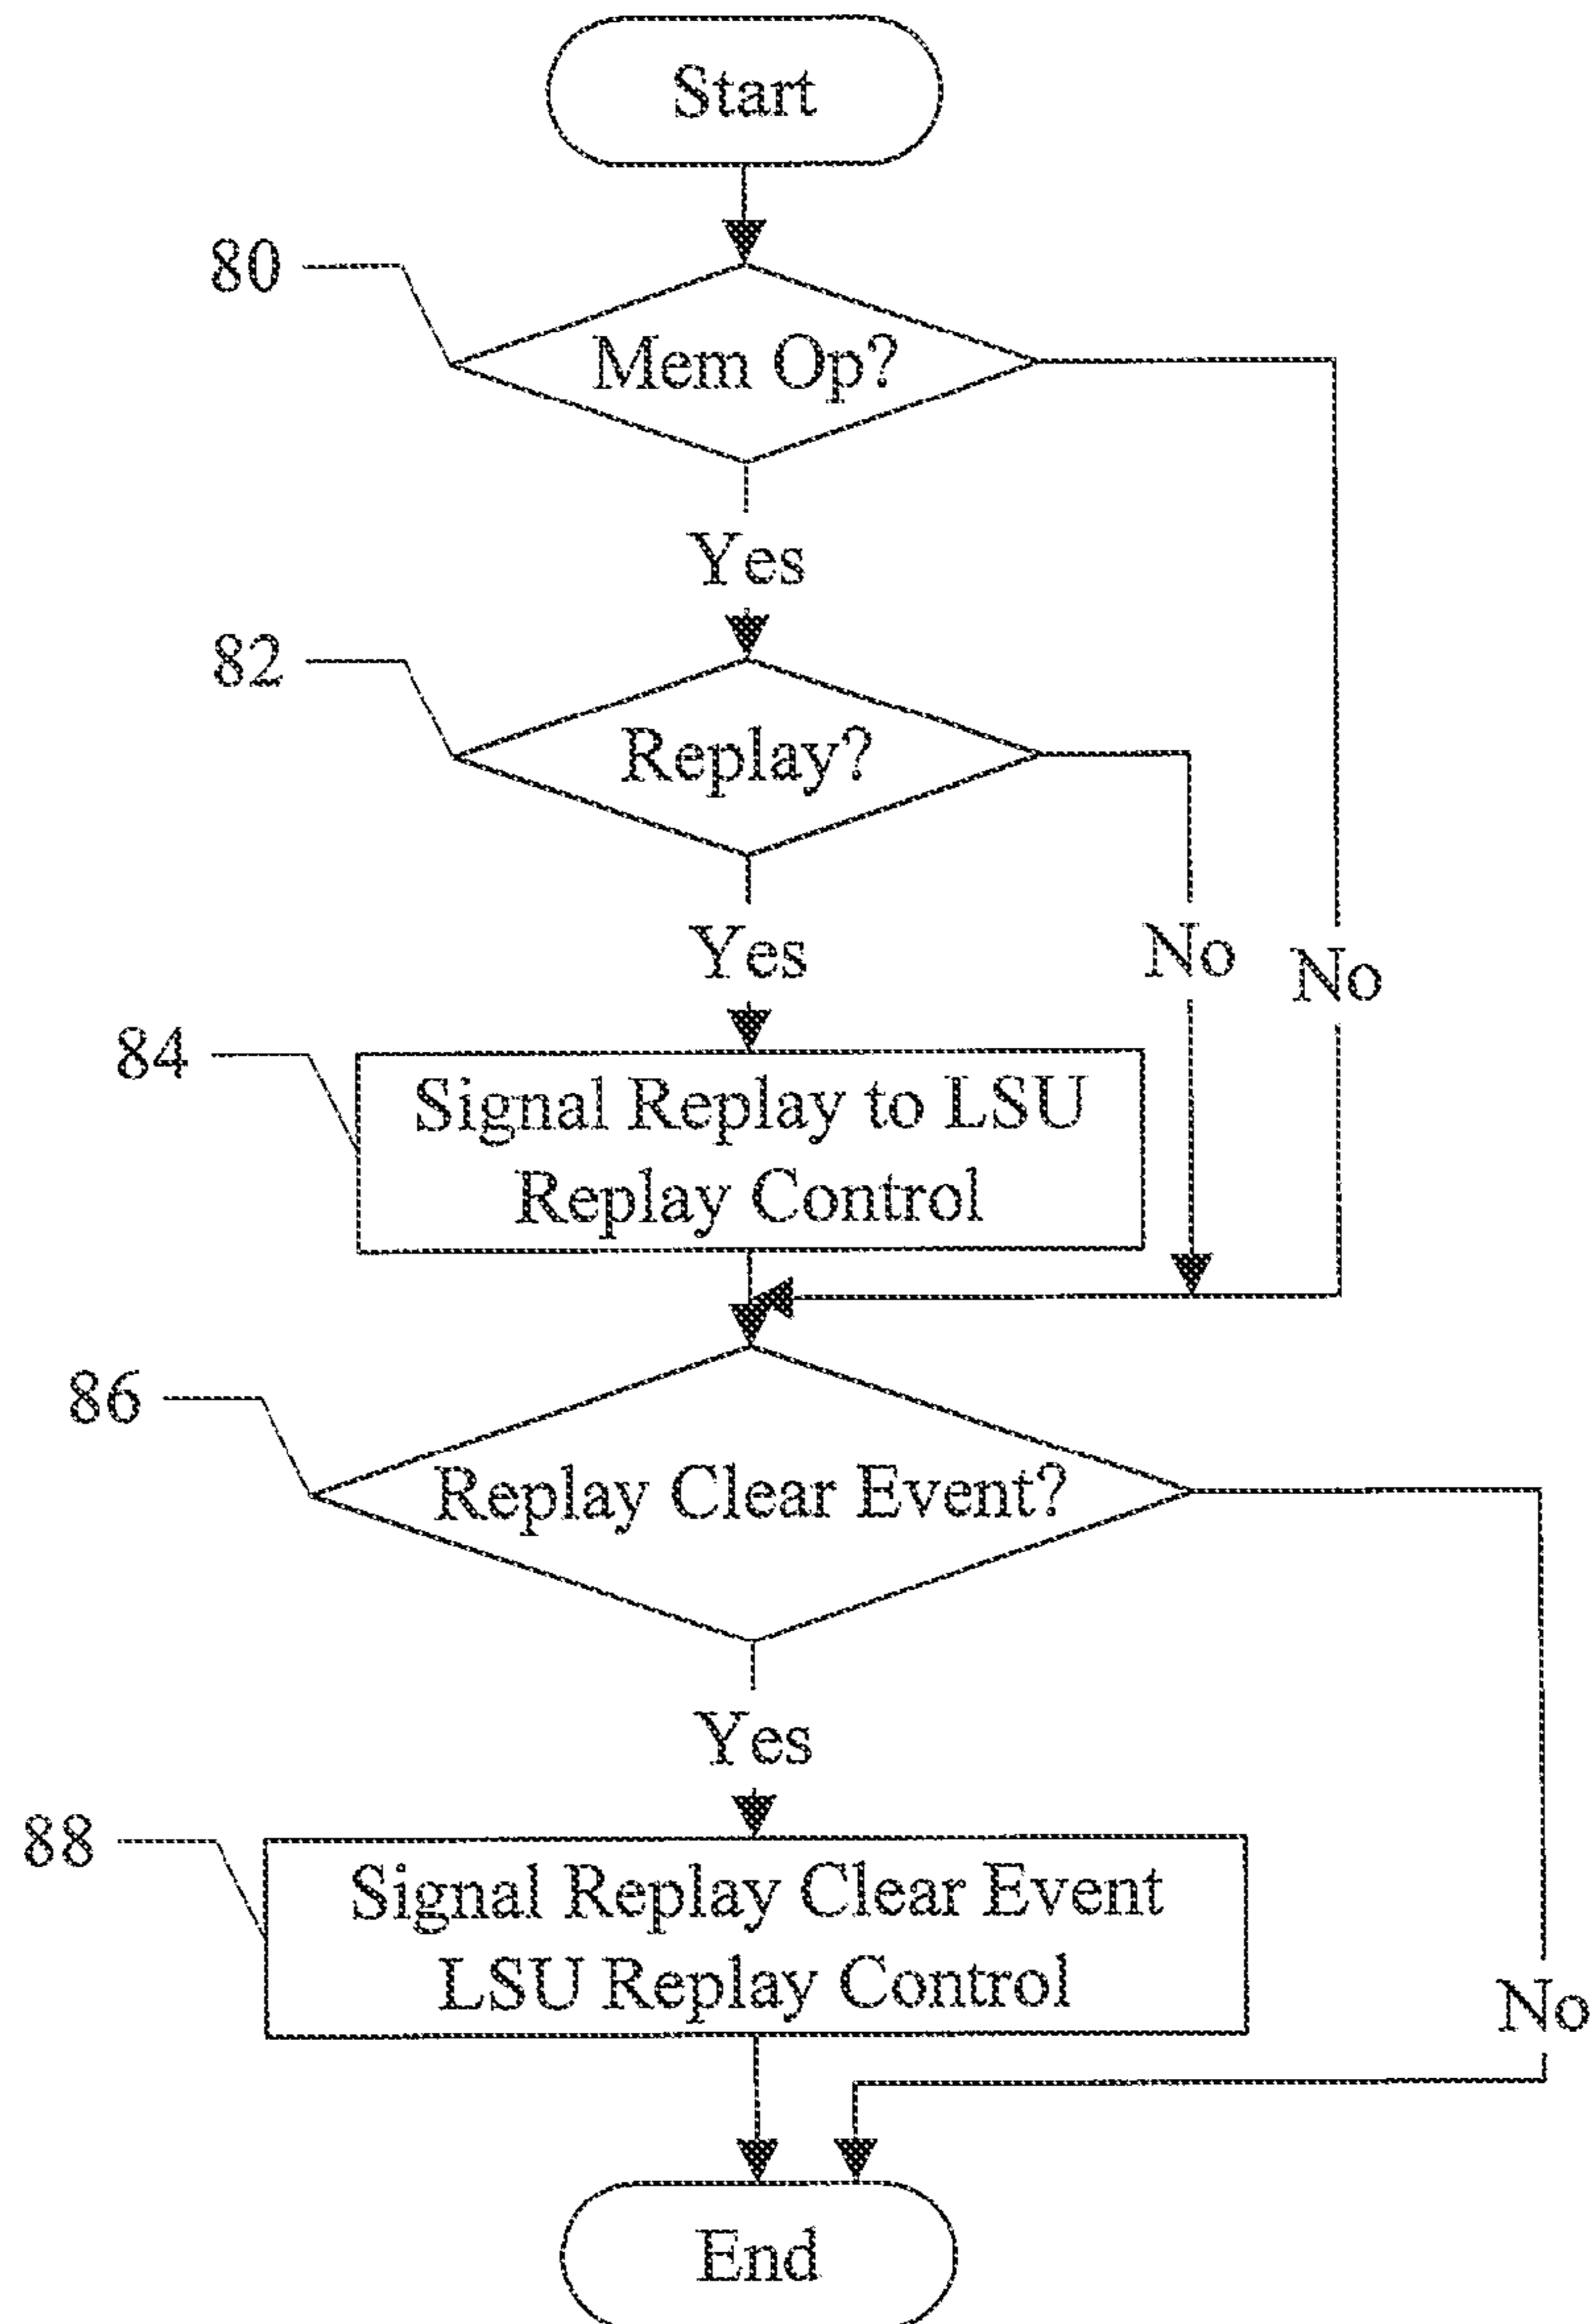 Start
80
Mem Op?
Yes
82
Replay?
Yes
No
No
84
Signal Replay to LSU
Replay Control
86
Replay Clear Event?
Yes
88
Signal Replay Clear Event
LSU Replay Control
No
End